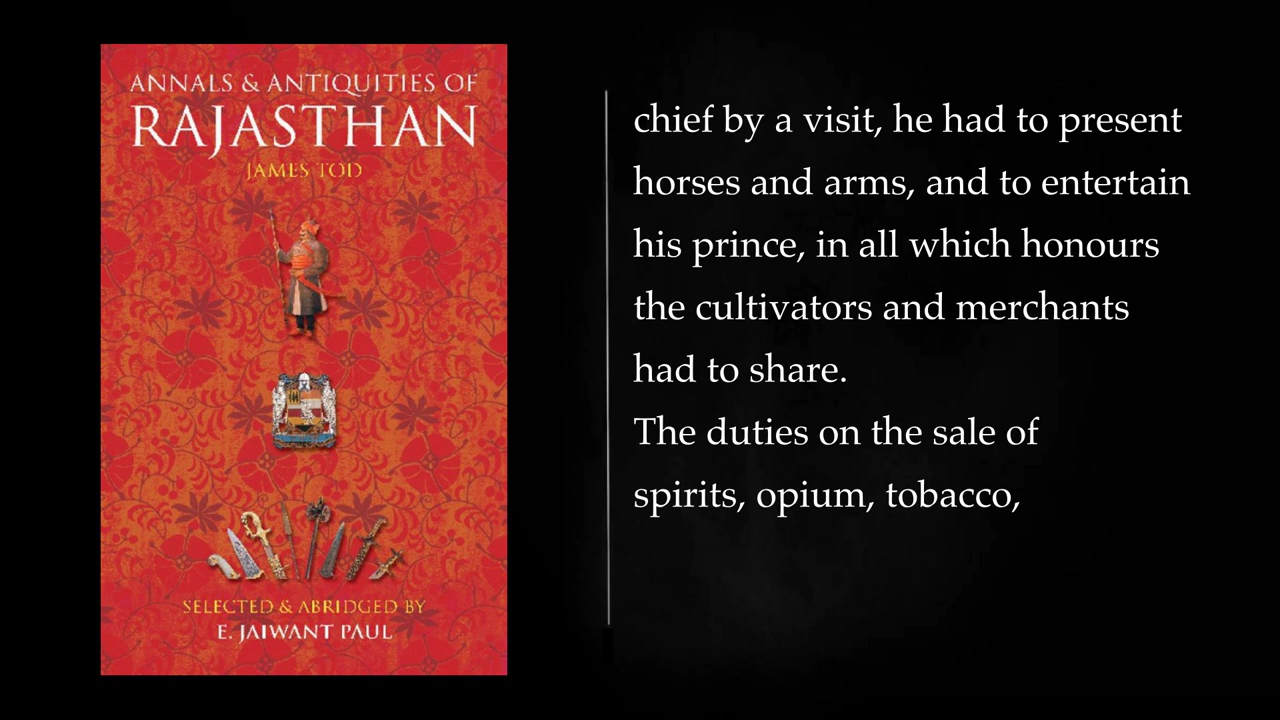 ANNALS & ANTIQUITIES OF
RAJASTHAN
JAMES TOD
SELECTED & ABRIDGED BY
E. JAIWANT PAUL
chief by a visit, he had to present
horses and arms, and to entertain
his prince, in all which honours
the cultivators and merchants
had to share.
The duties on the sale of
spirits, opium, tobacco,